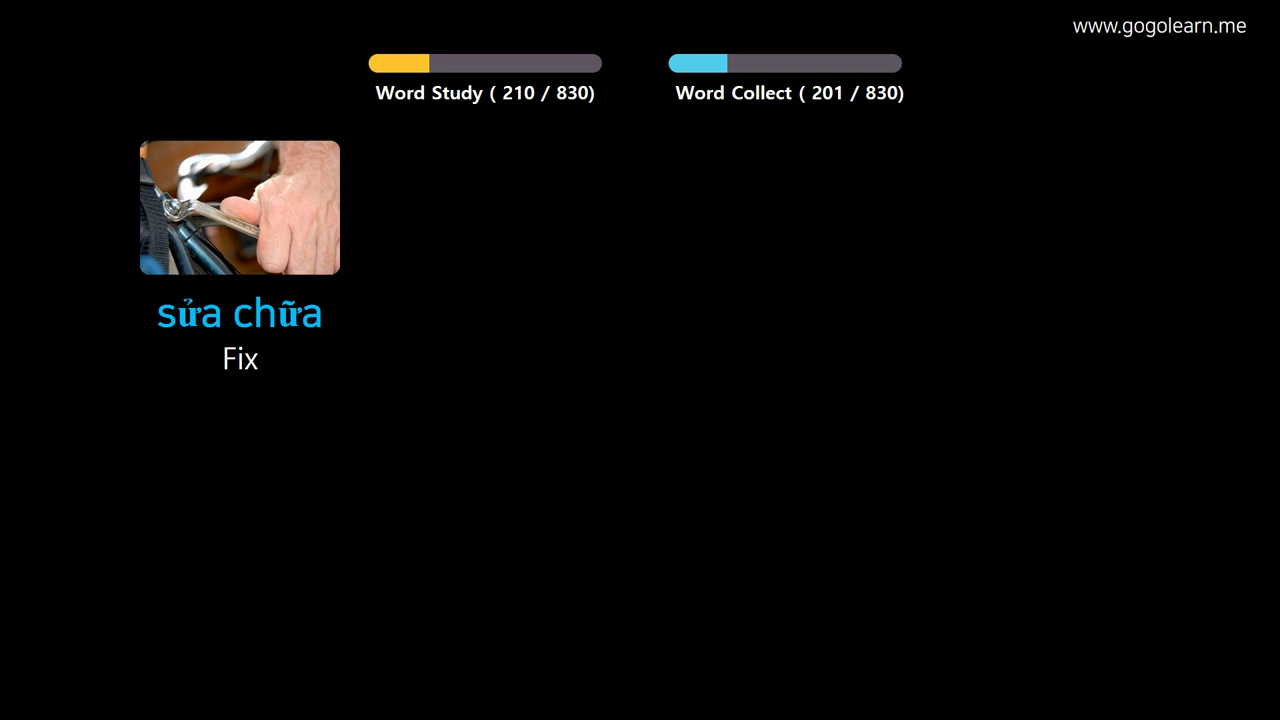 www.gogolearn.me
Word Study ( 210 / 830)
Word Collect ( 201 / 830)
sửa chữa
Fix